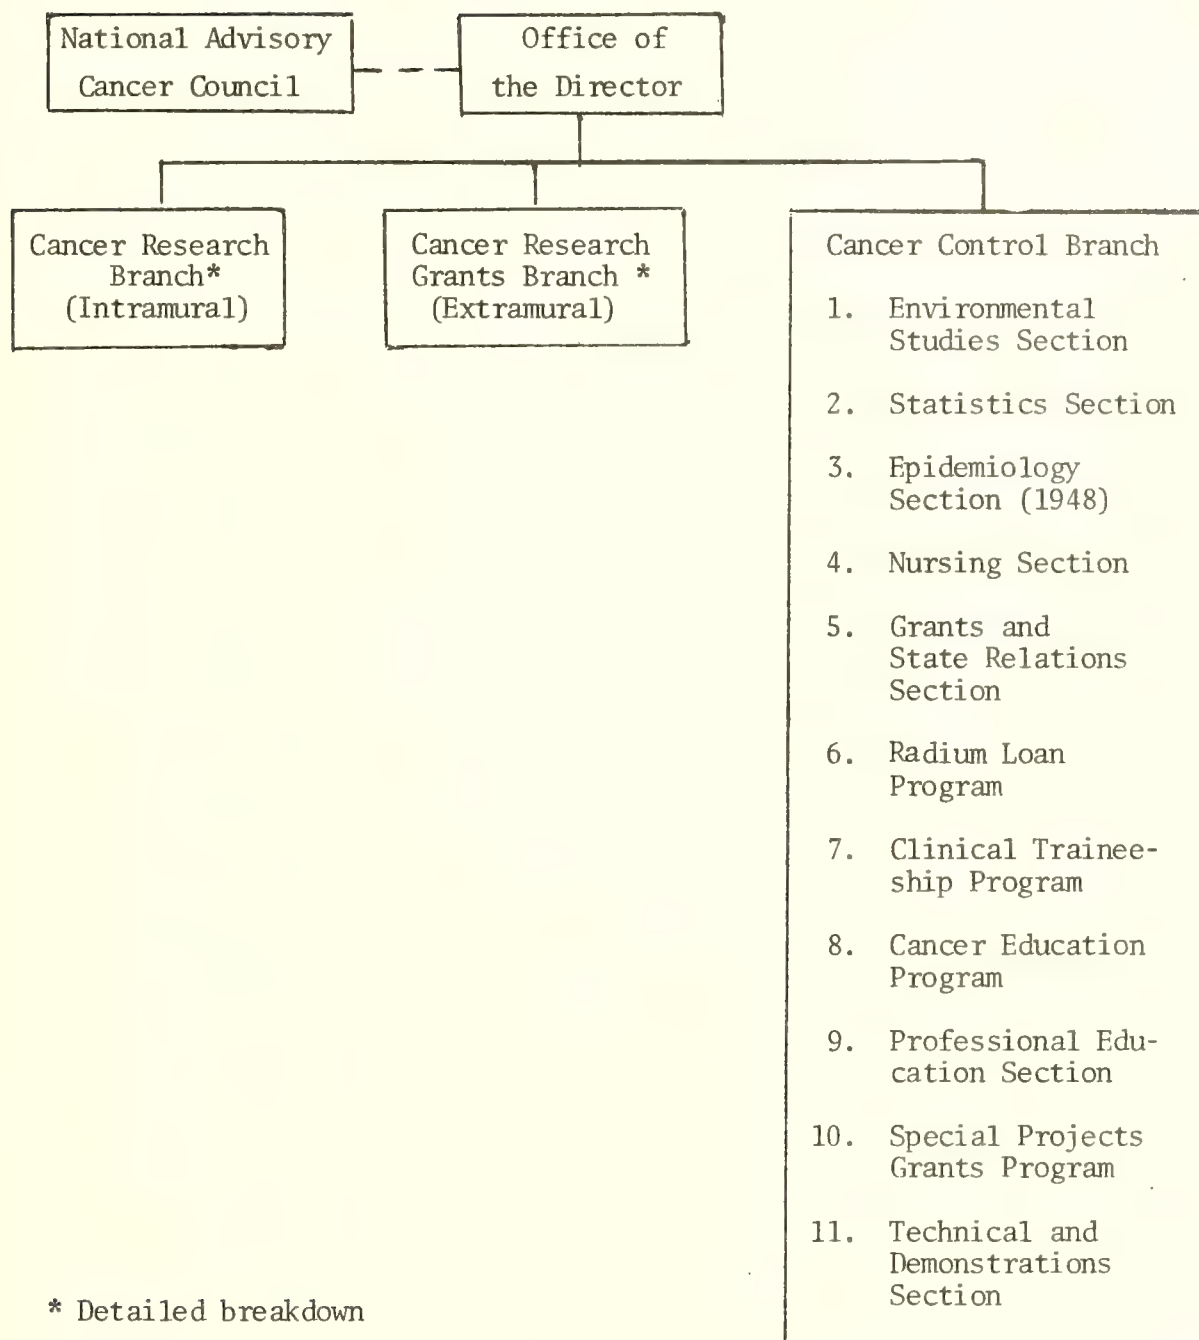 National Advisory
Cancer Council
Office of
the Director
Cancer Research
Branch*
(Intramural)
Cancer Research
Grants Branch *
(Extramural)
Cancer Control Branch
1. Environmental
Studies Section
2. Statistics Section
3. Epidemiology
Section (1948)
4. Nursing Section
5. Grants and
State Relations
Section
6. Radium Loan
Program
7. Clinical Trainee-
ship Program
8. Cancer Education
Program
9. Professional Edu-
cation Section
10. Special Projects
Grants Program
11. Technical and
Demonstrations
Section
* Detailed breakdown